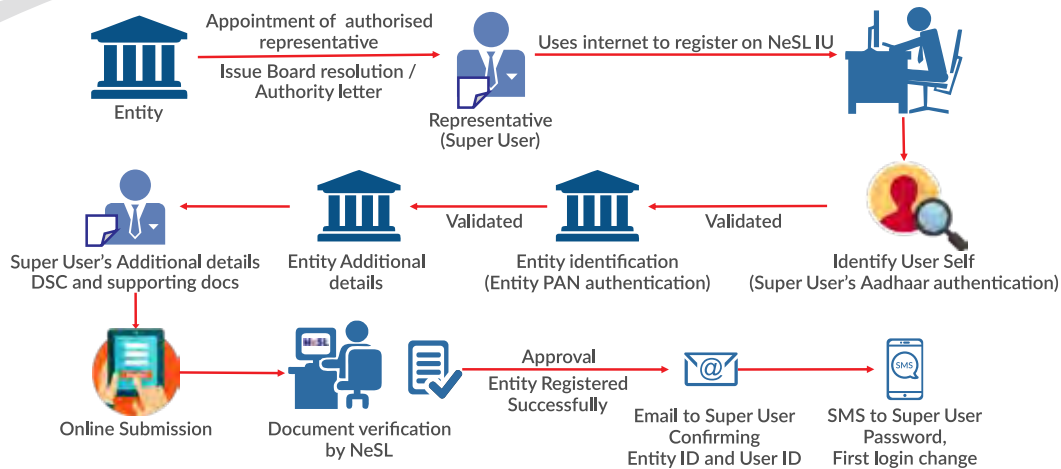 Appointment of authorised
representative
Issue Board resolution /
Authority letter
Entity
Representative
(Super User)
Uses internet to register on NeSL IU
Validated
Validated
Super User's Additional details
DSC and supporting docs
Entity Additional
details
Entity identification
(Entity PAN authentication)
Identify User Self
(Super User's Aadhaar authentication)
NeSL
Approval
Entity Registered
Successfully
@
SMS
Online Submission
Document verification
by NeSL
Email to Super User
Confirming
Entity ID and User ID
SMS to Super User
Password,
First login change